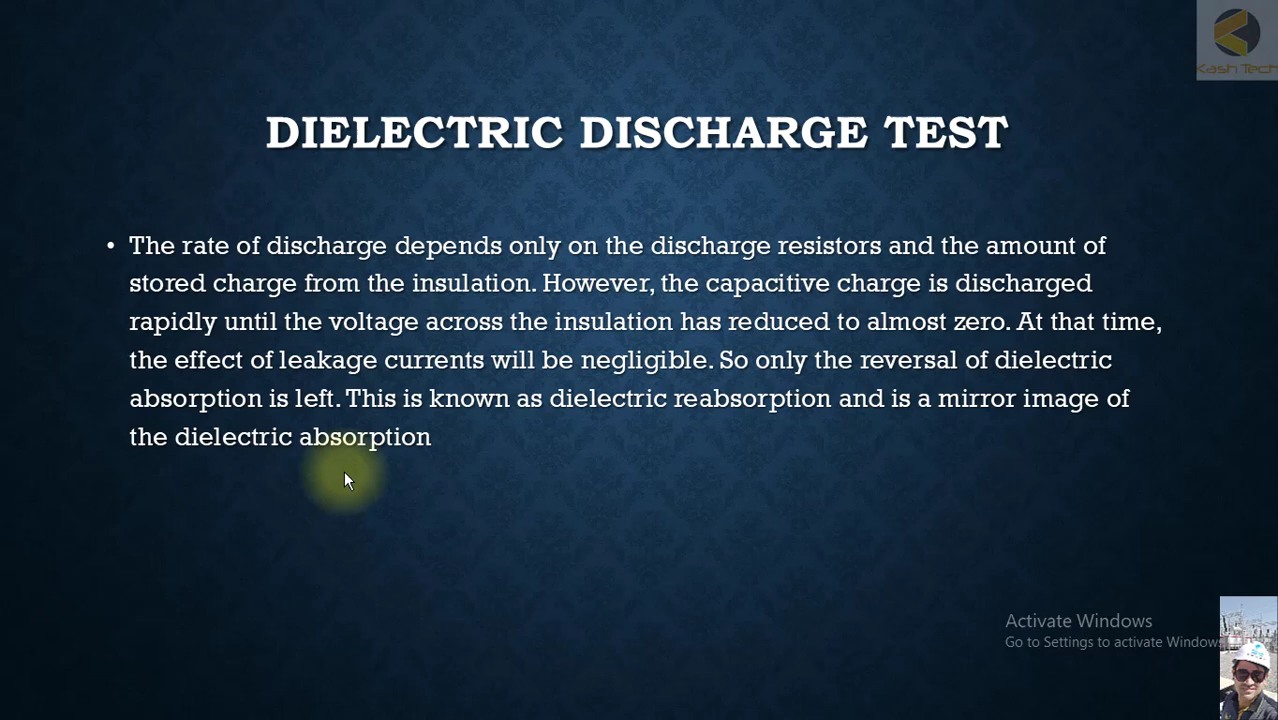 Kash Tech
DIELECTRIC DISCHARGE TEST
• The rate of discharge depends only on the discharge resistors and the amount of
stored charge from the insulation. However, the capacitive charge is discharged
rapidly until the voltage across the insulation has reduced to almost zero. At that time,
the effect of leakage currents will be negligible. So only the reversal of dielectric
absorption is left. This is known as dielectric reabsorption and is a mirror image of
the dielectric absorption
Activate Windows
Go to Settings to activate Windows